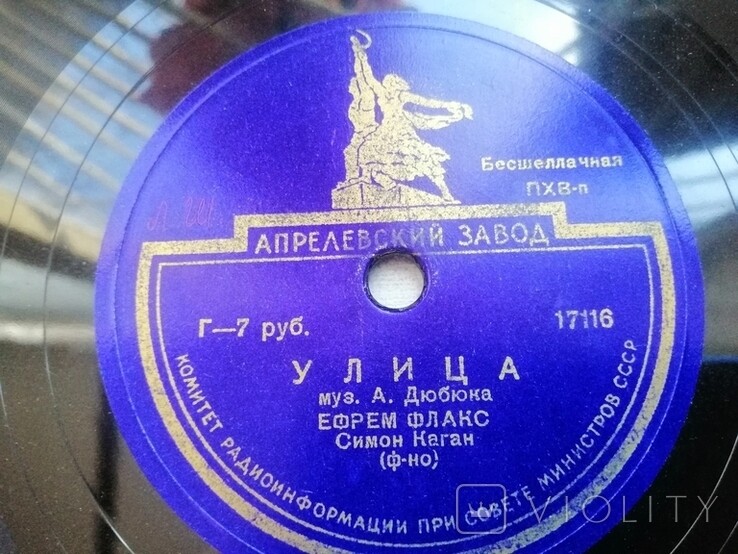 Бесшеллачная
ПХВ-п
А Ш
АПРЕЛЕВСКИЙ ЗАВОД
Г—7 руб.
17116
УЛИЦА
муз. А. Дюбюка
ЕФРЕМ ФЛАКС
Симон Каган
(ф-но)
КОМИТЕТ РАДИОИНФОРМАЦИИ ПРИ СОВЕТЕ МИНИСТРОВ СССР
VIOLITY